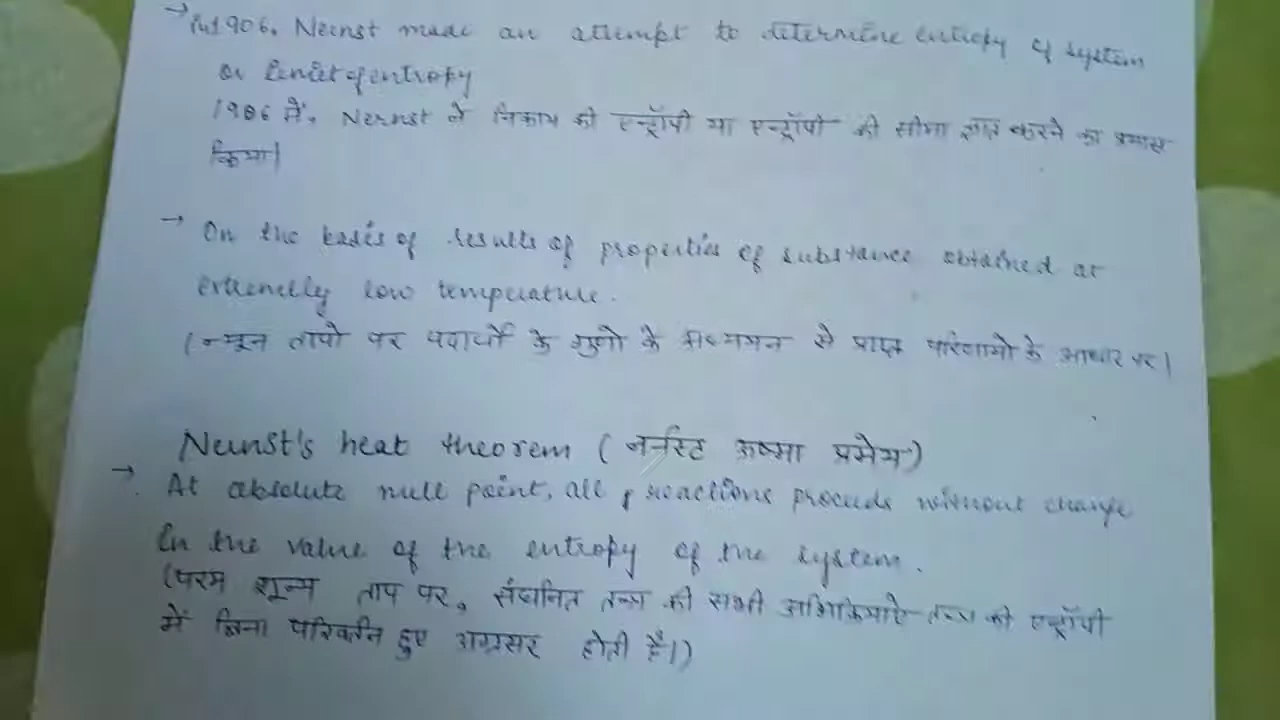 → In 1906, Nernst made an attempt to determine entropy of system
or limit of entropy
1906 में, Nernst ने निकाय की एन्ट्रॉपी या एन्ट्रॉपी की सीमा ज्ञात करने का प्रयास
किया|
→ On the basis of results of properties of substance obtained at
extremelly low temperature.
(न्यून तापो पर पदार्थो के गुणो के अध्ययन से प्राप्त परिणामो के आधार पर|
Nernst's heat theorem (नर्नस्ट ऊष्मा प्रमेय)
→ At absolute null point, all reactions proceeds without change
in the value of the entropy of the system.
(परम शून्य ताप पर, संघनित तन्त्र की सभी अभिक्रियाऐ तन्त्र की एन्ट्रॉपी
में बिना परिवर्तन हुए अग्रसर होती है|)